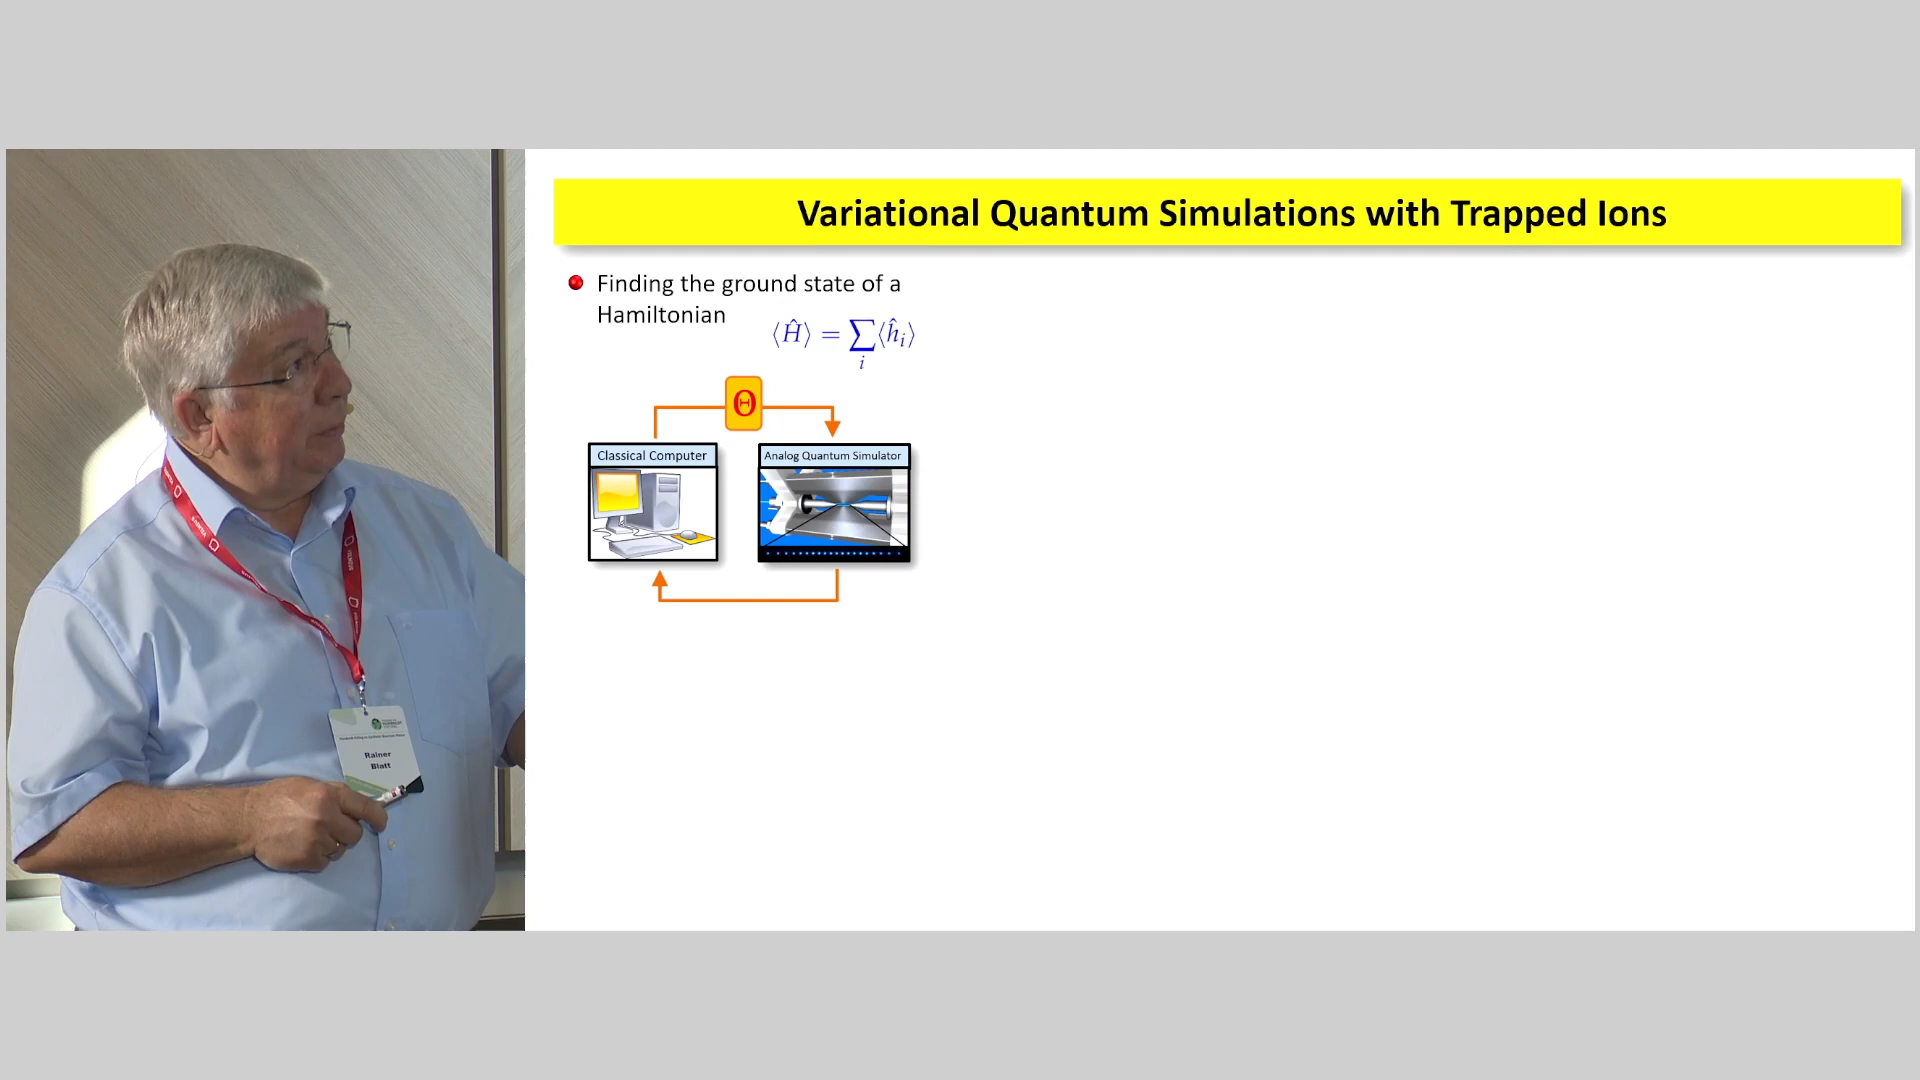 Variational Quantum Simulations with Trapped Ions
Finding the ground state of a
Hamiltonian
⟨Ĥ⟩ = ∑ᵢ⟨ĥᵢ⟩
Θ
Classical Computer
Analog Quantum Simulator
Rainer
Blatt